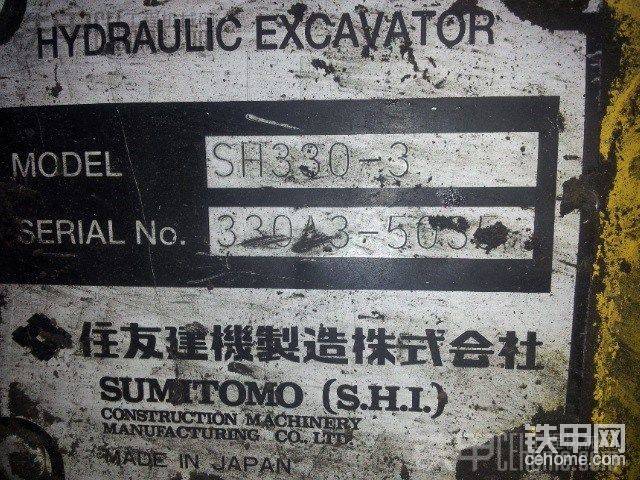 HYDRAULIC EXCAVATOR
MODEL SH330-3
SERIAL No. 330A3-5035
住友建機製造株式会社
SUMITOMO (S.H.I.)
CONSTRUCTION MACHINERY
MANUFACTURING CO., LTD.
MADE IN JAPAN
铁甲网
cehome.com